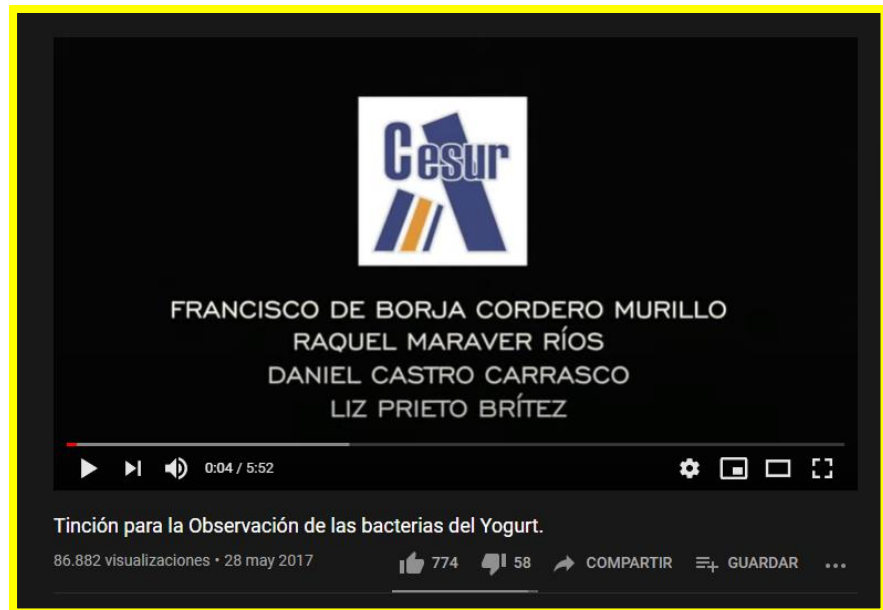 Cesur
FRANCISCO DE BORJA CORDERO MURILLO
RAQUEL MARAVER RÍOS
DANIEL CASTRO CARRASCO
LIZ PRIETO BRÍTEZ
0:04 / 5:52
Tinción para la Observación de las bacterias del Yogurt.
86.882 visualizaciones • 28 may 2017 774 58 COMPARTIR GUARDAR ...